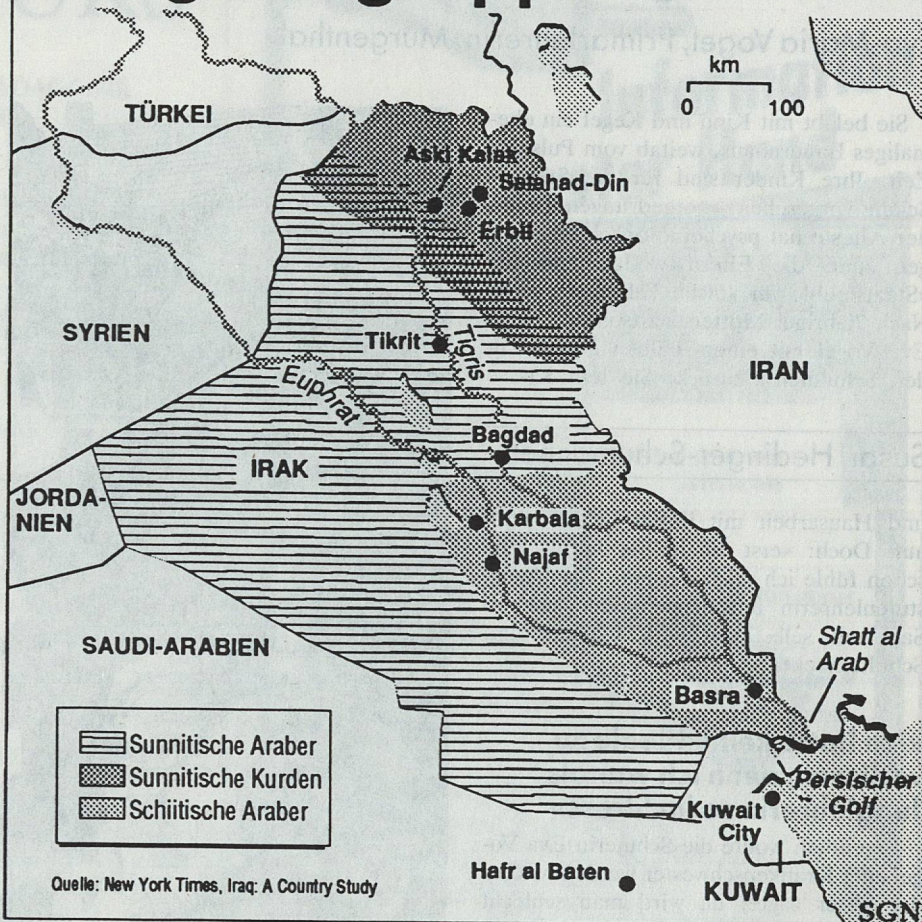 km
0 100
TÜRKEI
Aski Kalak
Salahad-Din
Erbil
SYRIEN
Tikrit
Tigris
IRAN
Euphrat
Bagdad
IRAK
JORDA-
NIEN
Karbala
Najaf
SAUDI-ARABIEN
Shatt al
Arab
Basra
Sunnitische Araber
Sunnitische Kurden
Schiitische Araber
Persischer
Golf
Kuwait
City
Hafr al Baten
KUWAIT
Quelle: New York Times, Iraq: A Country Study
SGN